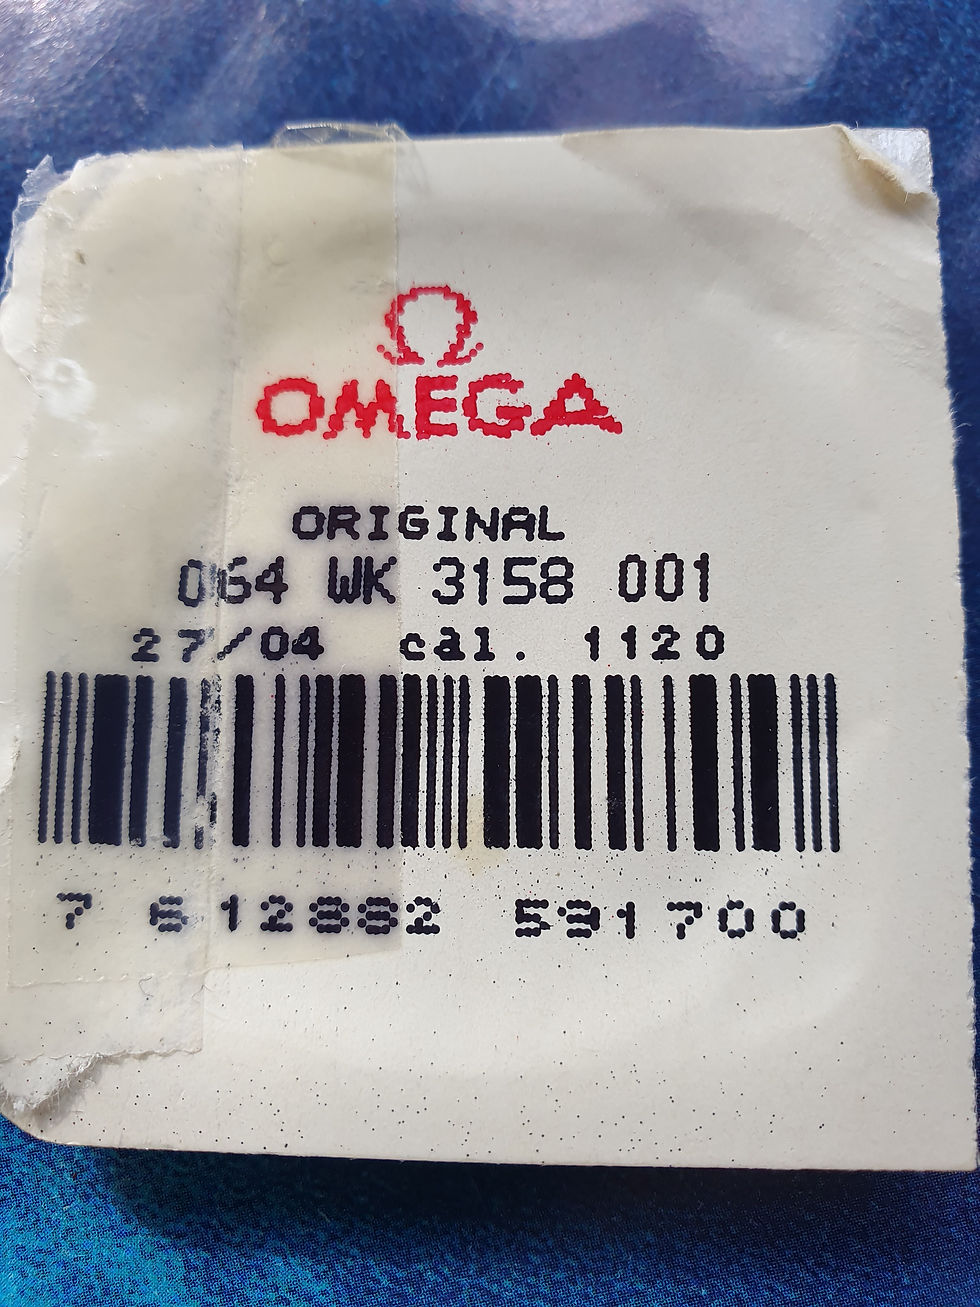 Ω
OMEGA
ORIGINAL
064 WK 3158 001
27/04 cal. 1120
7 612882 591700